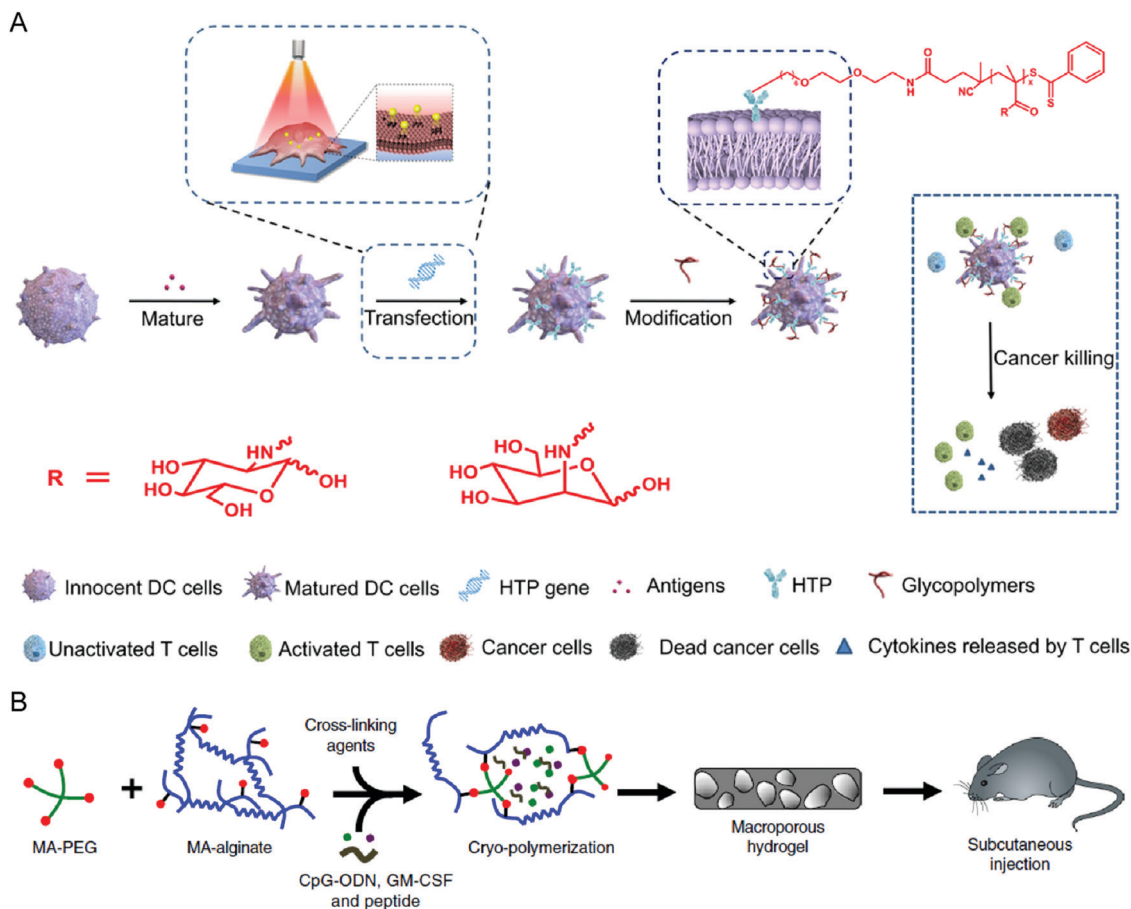 A
O
O
N
H
O
NC
x
S
S
R
O
6
HTP
Mature
Transfection
Modification
Cancer killing
R =
HO
HO
HN
O
OH
OH
HO
HO
HO
HN
O
OH
Innocent DC cells
Matured DC cells
HTP gene
Antigens
HTP
Glycopolymers
Unactivated T cells
Activated T cells
Cancer cells
Dead cancer cells
Cytokines released by T cells
B
MA-PEG
+
MA-alginate
Cross-linking
agents
CpG-ODN, GM-CSF
and peptide
Cryo-polymerization
Macroporous
hydrogel
Subcutaneous
injection